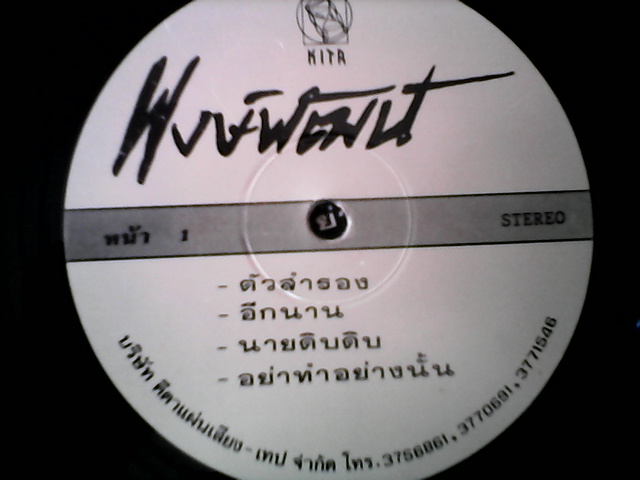 KITA
พงษ์พัฒน์
หน้า 1
STEREO
- ตัวสำรอง
- อีกนาน
- นายดิบดิบ
- อย่าทำอย่างนั้น
บริษัท คีตาแผ่นเสียง - เทป จำกัด โทร. 3756861, 3770691, 3771546